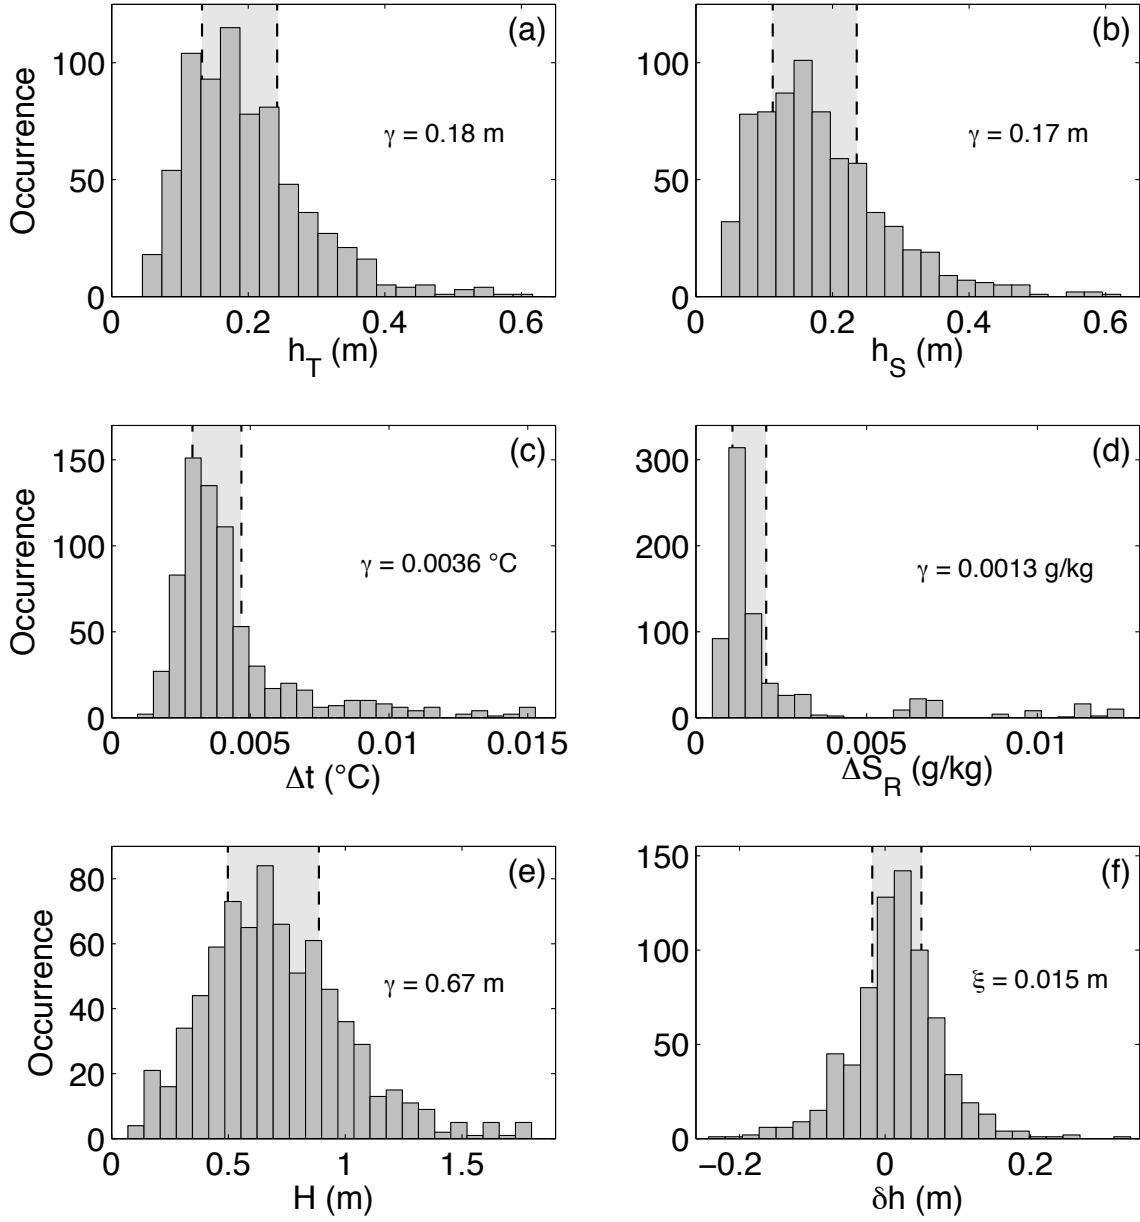 (a)
Occurrence
100
50
0
γ = 0.18 m
0 0.2 0.4 0.6
h_T (m)
(b)
100
50
0
γ = 0.17 m
0 0.2 0.4 0.6
h_S (m)
(c)
Occurrence
150
100
50
0
γ = 0.0036 °C
0 0.005 0.01 0.015
Δt (°C)
(d)
300
200
100
0
γ = 0.0013 g/kg
0 0.005 0.01
ΔS_R (g/kg)
(e)
Occurrence
80
60
40
20
0
γ = 0.67 m
0 0.5 1 1.5
H (m)
(f)
150
100
50
0
ξ = 0.015 m
−0.2 0 0.2
δh (m)